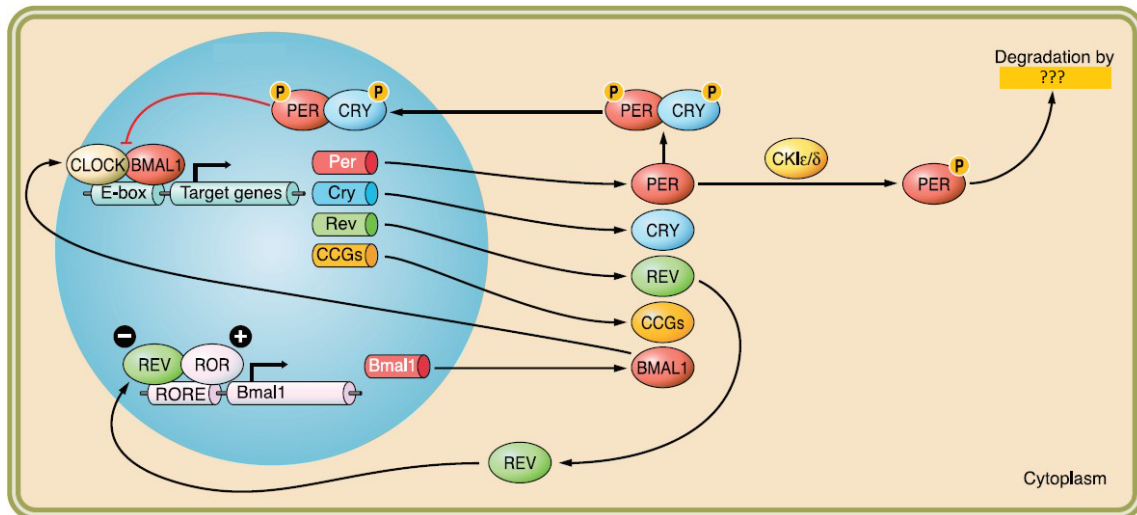 Degradation by
???
P
PER
CRY
P
P
PER
CRY
P
CLOCK
BMAL1
E-box
Target genes
Per
Cry
Rev
CCGs
PER
CKIε/δ
PER
P
CRY
REV
CCGs
BMAL1
−
+
REV
ROR
RORE
Bmal1
Bmal1
REV
Cytoplasm